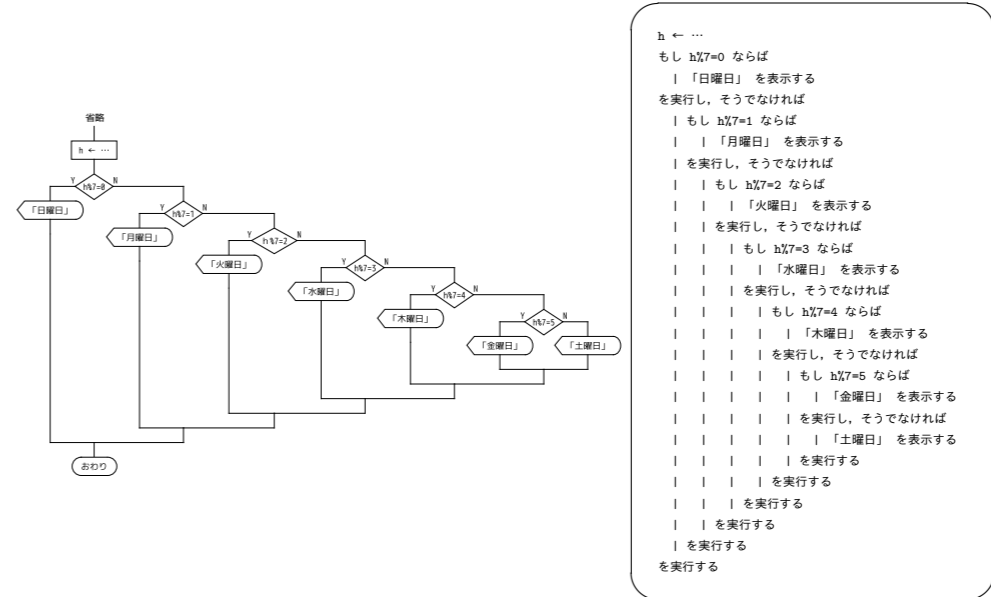 省略
h ← …
h%7=0
Y
N
「日曜日」
h%7=1
Y
N
「月曜日」
h%7=2
Y
N
「火曜日」
h%7=3
Y
N
「水曜日」
h%7=4
Y
N
「木曜日」
h%7=5
Y
N
「金曜日」
「土曜日」
おわり
h ← …
もし h%7=0 ならば
| 「日曜日」 を表示する
を実行し，そうでなければ
| もし h%7=1 ならば
| | 「月曜日」 を表示する
| を実行し，そうでなければ
| | もし h%7=2 ならば
| | | 「火曜日」 を表示する
| | を実行し，そうでなければ
| | | もし h%7=3 ならば
| | | | 「水曜日」 を表示する
| | | を実行し，そうでなければ
| | | | もし h%7=4 ならば
| | | | | 「木曜日」 を表示する
| | | | を実行し，そうでなければ
| | | | | もし h%7=5 ならば
| | | | | | 「金曜日」 を表示する
| | | | | を実行し，そうでなければ
| | | | | | 「土曜日」 を表示する
| | | | | を実行する
| | | | を実行する
| | | を実行する
| | を実行する
| を実行する
を実行する